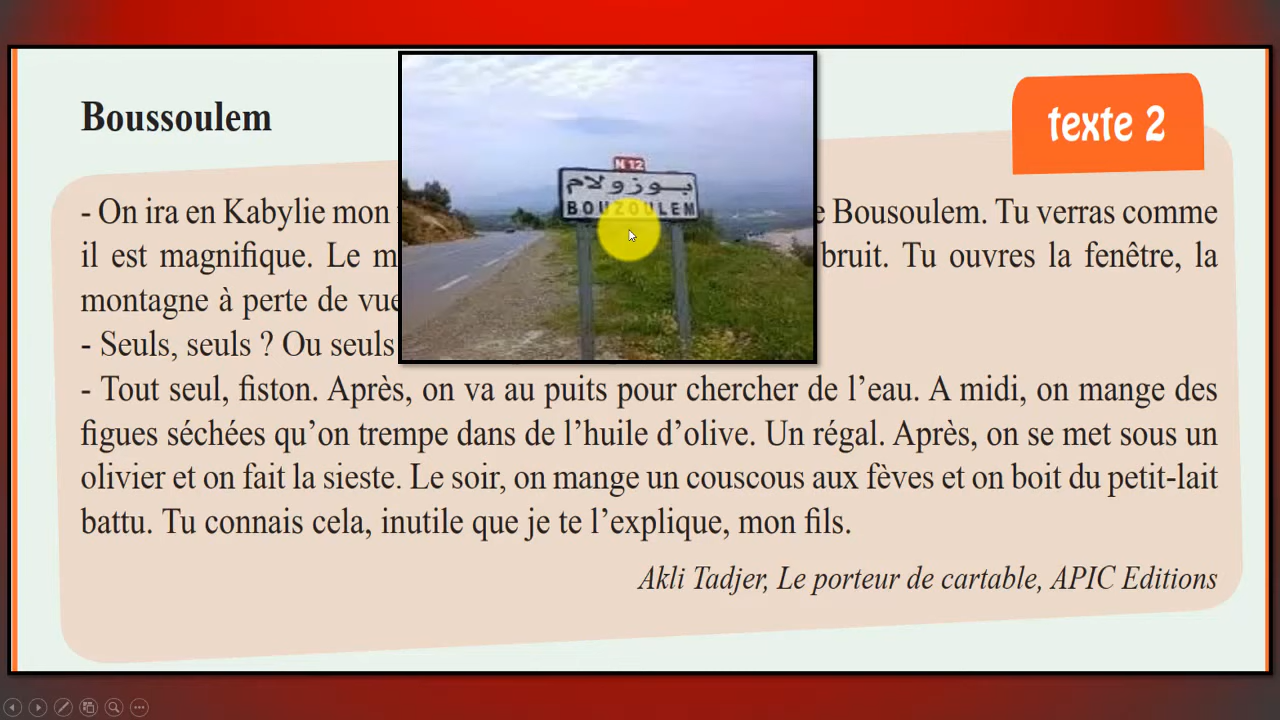 Boussoulem
texte 2
N 12
بوزولام
BOUZOULEM
- On ira en Kabylie mon Bousoulem. Tu verras comme
il est magnifique. Le bruit. Tu ouvres la fenêtre, la
montagne à perte de vue
- Seuls, seuls ? Ou seuls
- Tout seul, fiston. Après, on va au puits pour chercher de l’eau. A midi, on mange des
figues séchées qu’on trempe dans de l’huile d’olive. Un régal. Après, on se met sous un
olivier et on fait la sieste. Le soir, on mange un couscous aux fèves et on boit du petit-lait
battu. Tu connais cela, inutile que je te l’explique, mon fils.
Akli Tadjer, Le porteur de cartable, APIC Editions